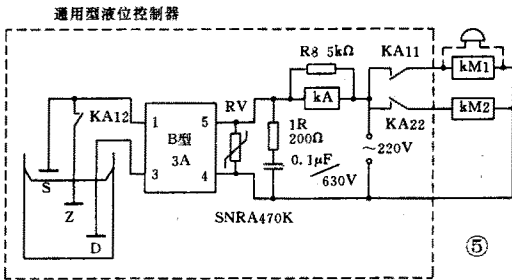 通用型液位控制器
R8 5kΩ
KA11
kM1
kA
KA12
1
B型
3A
5
RV
1R
200Ω
KA22
kM2
0.1μF
630V
~220V
3
4
S
Z
D
SNRA470K
⑤